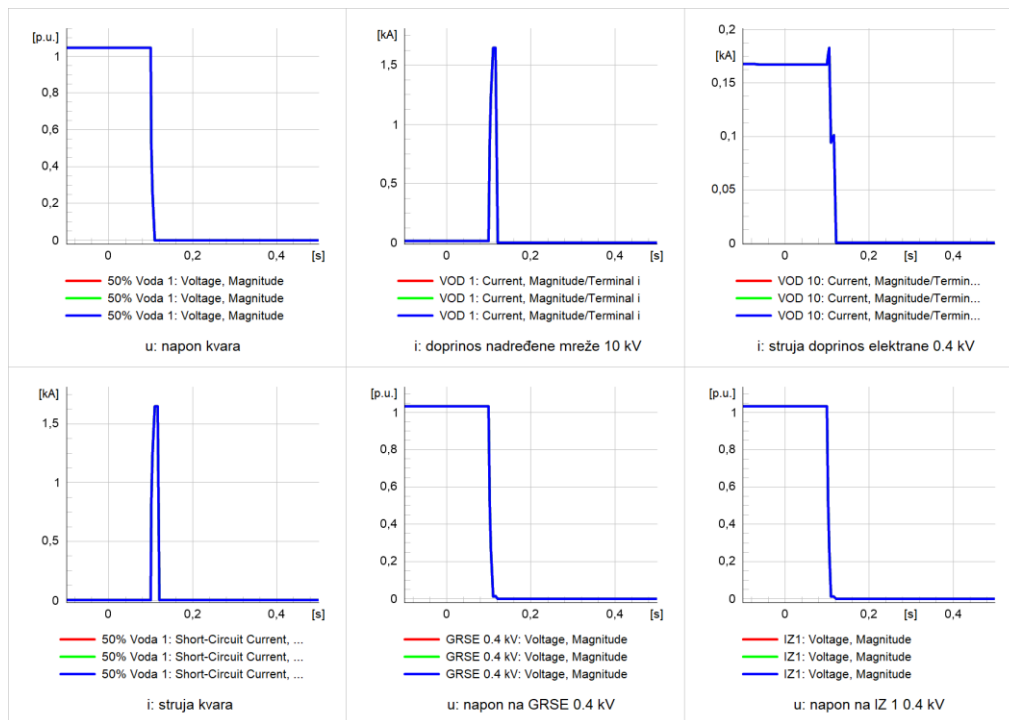 [p.u.]
1
0,8
0,6
0,4
0,2
0
0
0,2
0,4
[s]
50% Voda 1: Voltage, Magnitude
50% Voda 1: Voltage, Magnitude
50% Voda 1: Voltage, Magnitude
u: napon kvara
[kA]
1,5
1
0,5
0
0
0,2
0,4
[s]
VOD 1: Current, Magnitude/Terminal i
VOD 1: Current, Magnitude/Terminal i
VOD 1: Current, Magnitude/Terminal i
i: doprinos nadređene mreže 10 kV
0,2
[kA]
0,15
0,1
0,05
0
0
0,2
0,4
[s]
VOD 10: Current, Magnitude/Termin...
VOD 10: Current, Magnitude/Termin...
VOD 10: Current, Magnitude/Termin...
i: struja doprinos elektrane 0.4 kV
[kA]
1,5
1
0,5
0
0
0,2
0,4
[s]
50% Voda 1: Short-Circuit Current, ...
50% Voda 1: Short-Circuit Current, ...
50% Voda 1: Short-Circuit Current, ...
i: struja kvara
[p.u.]
1
0,8
0,6
0,4
0,2
0
0
0,2
0,4
[s]
GRSE 0.4 kV: Voltage, Magnitude
GRSE 0.4 kV: Voltage, Magnitude
GRSE 0.4 kV: Voltage, Magnitude
u: napon na GRSE 0.4 kV
[p.u.]
1
0,8
0,6
0,4
0,2
0
0
0,2
0,4
[s]
IZ1: Voltage, Magnitude
IZ1: Voltage, Magnitude
IZ1: Voltage, Magnitude
u: napon na IZ 1 0.4 kV